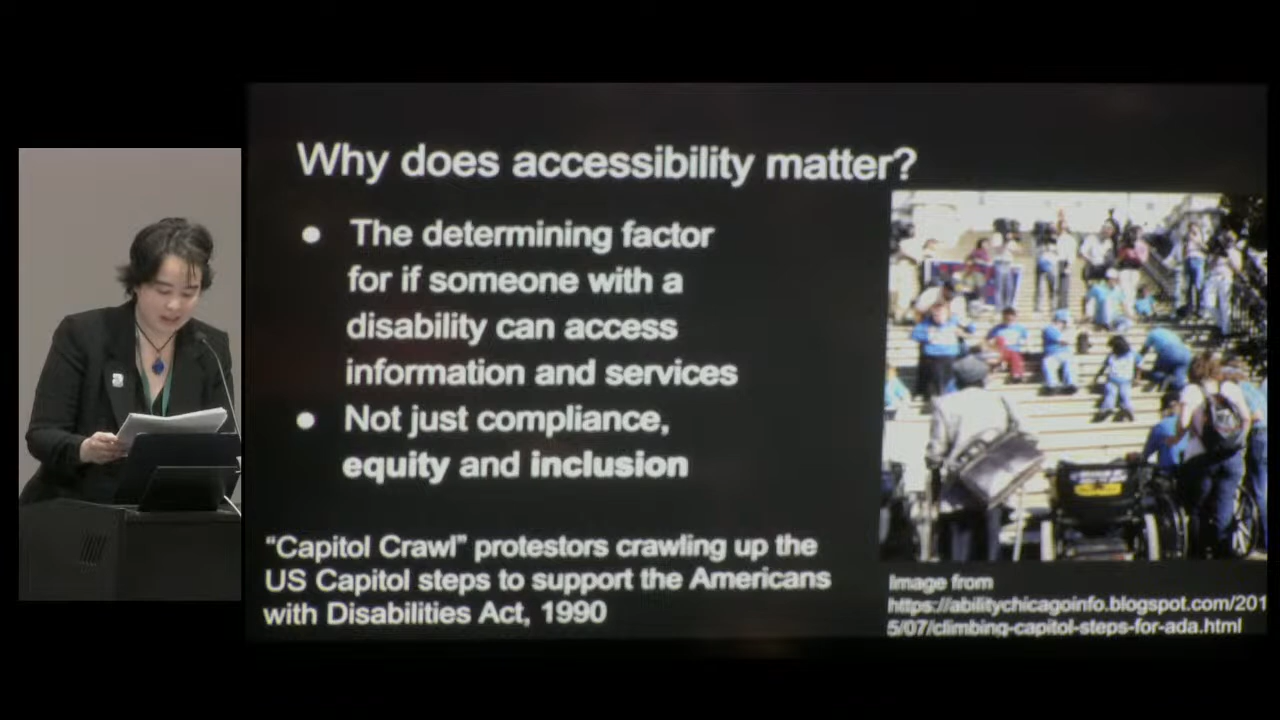 Why does accessibility matter?
● The determining factor
for if someone with a
disability can access
information and services
● Not just compliance,
equity and inclusion
“Capitol Crawl” protestors crawling up the
US Capitol steps to support the Americans
with Disabilities Act, 1990
Image from
https://abilitychicagoinfo.blogspot.com/201
5/07/climbing-capitol-steps-for-ada.html